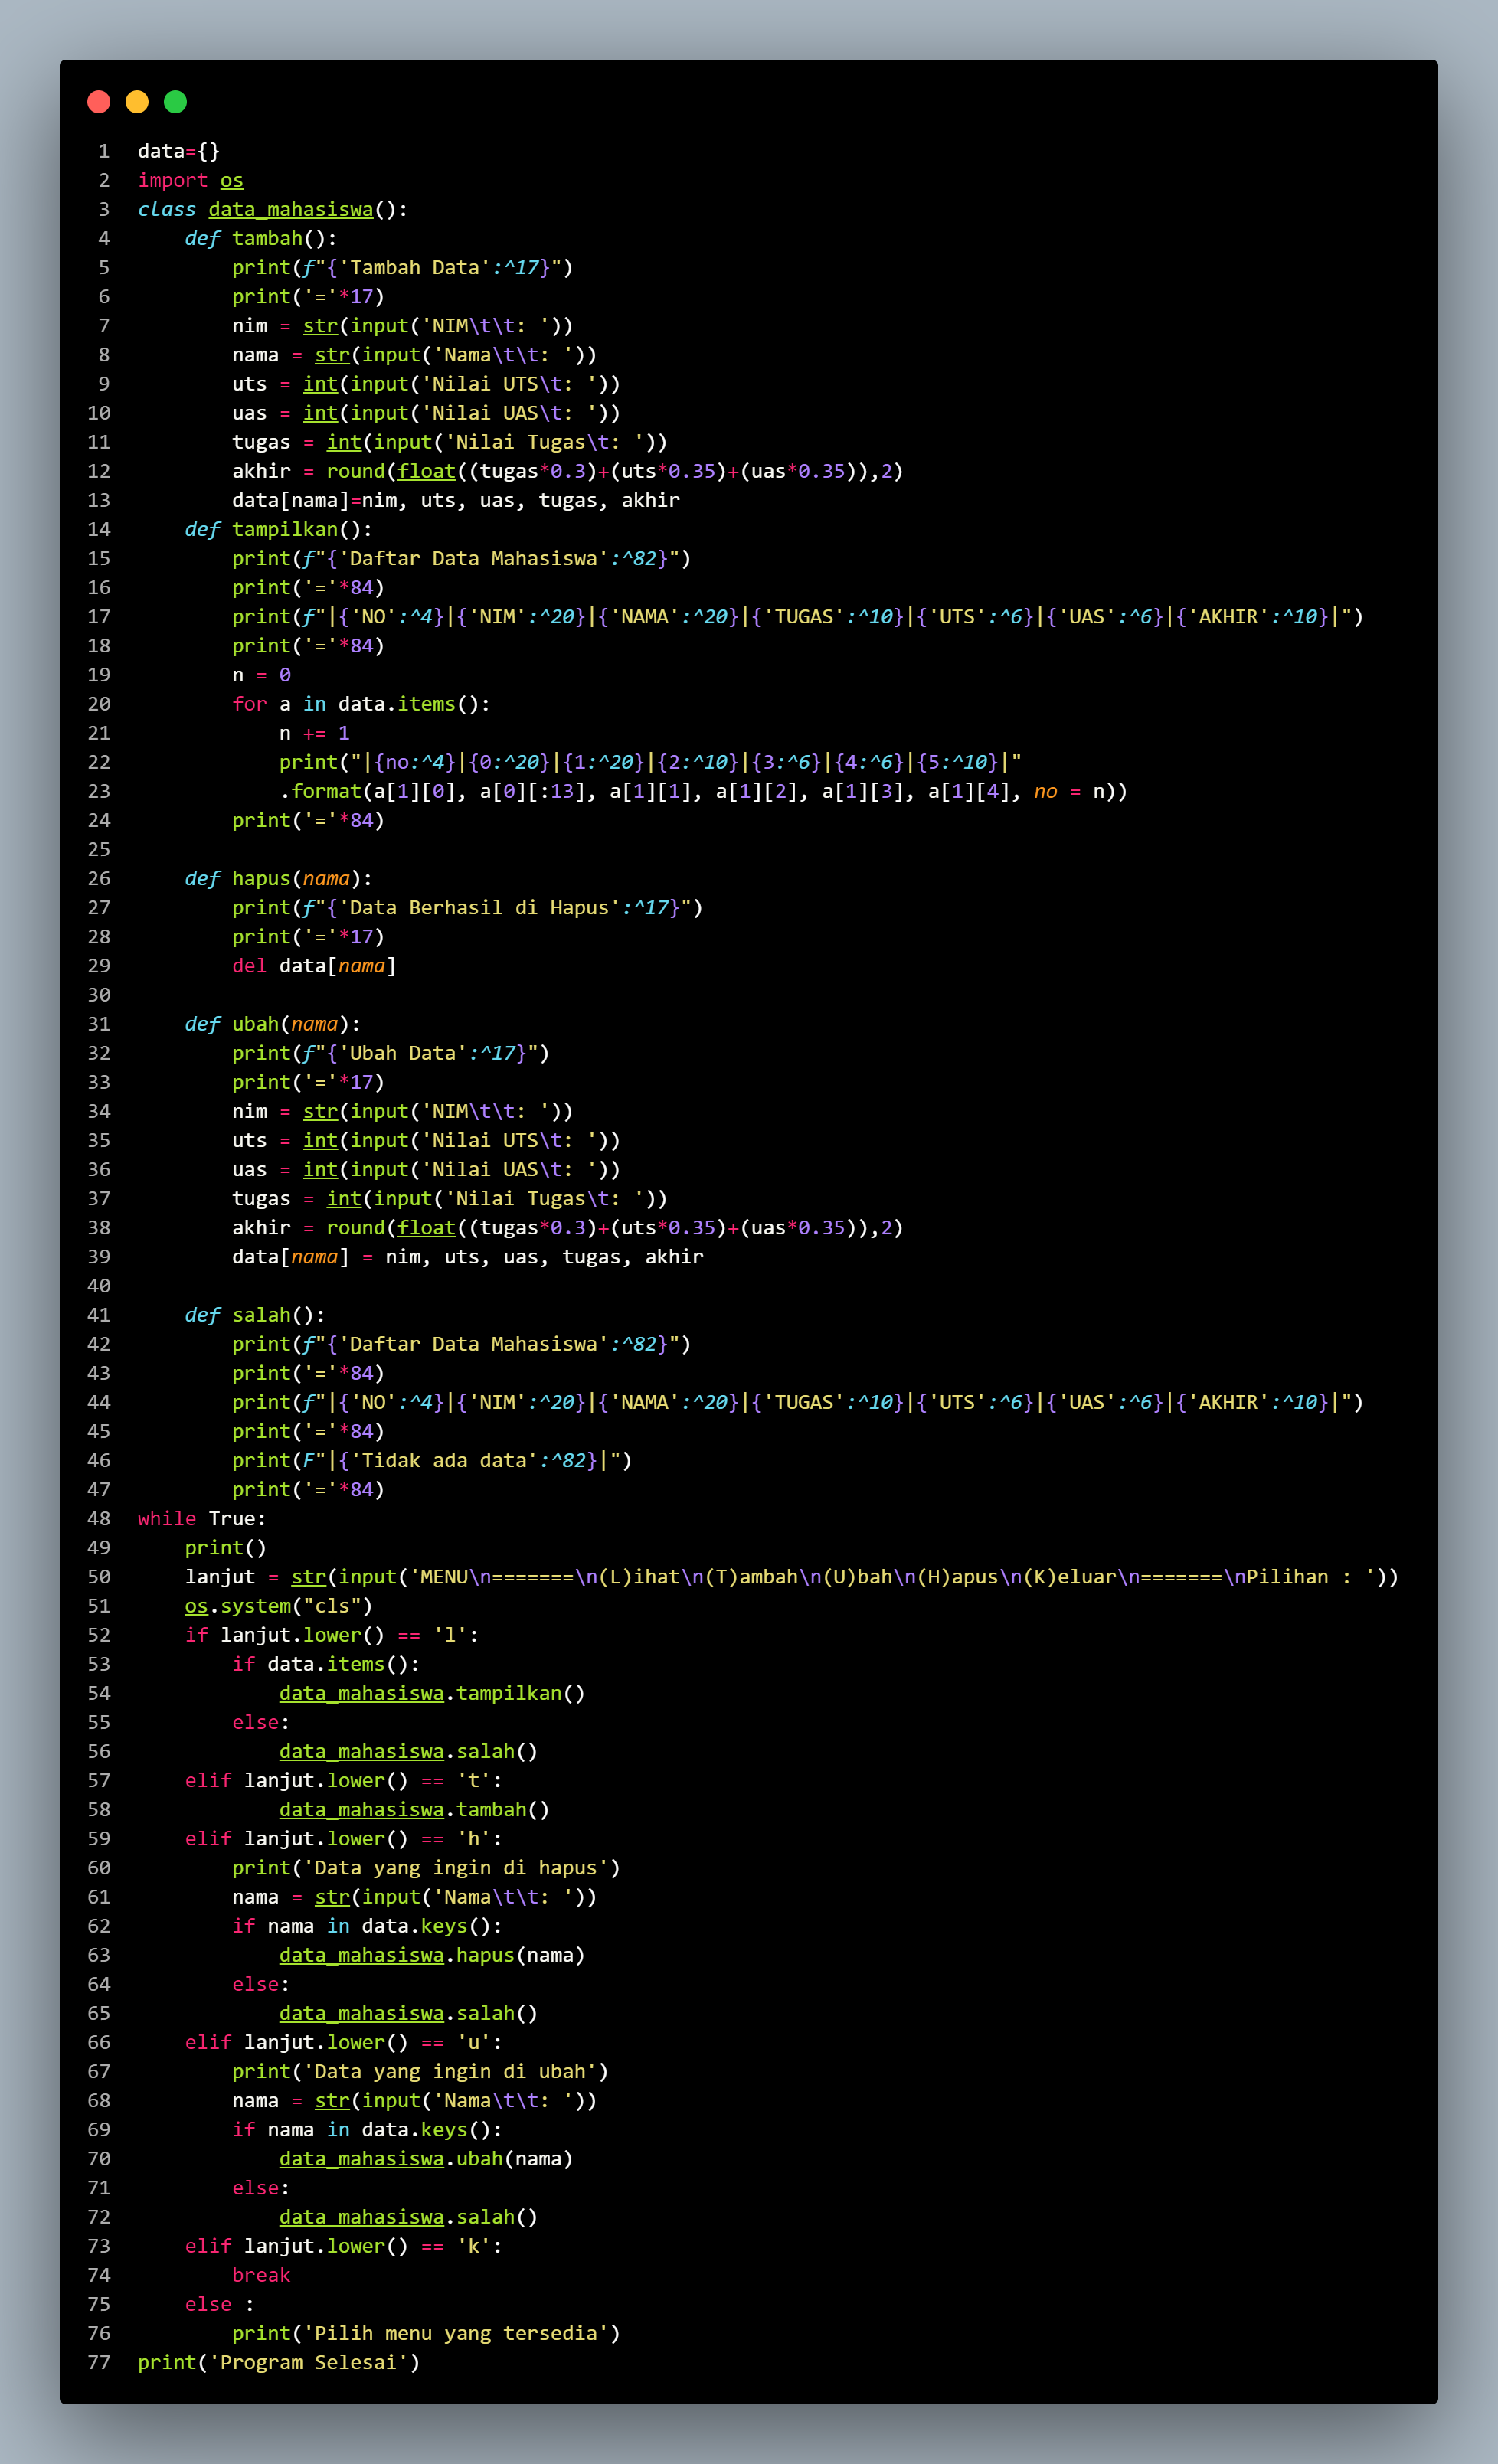 1 data={}
2 import os
3 class data_mahasiswa():
4     def tambah():
5         print(f"{'Tambah Data':^17}")
6         print('='*17)
7         nim = str(input('NIM\t\t: '))
8         nama = str(input('Nama\t\t: '))
9         uts = int(input('Nilai UTS\t: '))
10         uas = int(input('Nilai UAS\t: '))
11         tugas = int(input('Nilai Tugas\t: '))
12         akhir = round(float((tugas*0.3)+(uts*0.35)+(uas*0.35)),2)
13         data[nama]=nim, uts, uas, tugas, akhir
14     def tampilkan():
15         print(f"{'Daftar Data Mahasiswa':^82}")
16         print('='*84)
17         print(f"|{'NO':^4}|{'NIM':^20}|{'NAMA':^20}|{'TUGAS':^10}|{'UTS':^6}|{'UAS':^6}|{'AKHIR':^10}|")
18         print('='*84)
19         n = 0
20         for a in data.items():
21             n += 1
22             print("|{no:^4}|{0:^20}|{1:^20}|{2:^10}|{3:^6}|{4:^6}|{5:^10}|"
23             .format(a[1][0], a[0][:13], a[1][1], a[1][2], a[1][3], a[1][4], no = n))
24         print('='*84)
25
26     def hapus(nama):
27         print(f"{'Data Berhasil di Hapus':^17}")
28         print('='*17)
29         del data[nama]
30
31     def ubah(nama):
32         print(f"{'Ubah Data':^17}")
33         print('='*17)
34         nim = str(input('NIM\t\t: '))
35         uts = int(input('Nilai UTS\t: '))
36         uas = int(input('Nilai UAS\t: '))
37         tugas = int(input('Nilai Tugas\t: '))
38         akhir = round(float((tugas*0.3)+(uts*0.35)+(uas*0.35)),2)
39         data[nama] = nim, uts, uas, tugas, akhir
40
41     def salah():
42         print(f"{'Daftar Data Mahasiswa':^82}")
43         print('='*84)
44         print(f"|{'NO':^4}|{'NIM':^20}|{'NAMA':^20}|{'TUGAS':^10}|{'UTS':^6}|{'UAS':^6}|{'AKHIR':^10}|")
45         print('='*84)
46         print(F"|{'Tidak ada data':^82}|")
47         print('='*84)
48 while True:
49     print()
50     lanjut = str(input('MENU\n=======\n(L)ihat\n(T)ambah\n(U)bah\n(H)apus\n(K)eluar\n=======\nPilihan : '))
51     os.system("cls")
52     if lanjut.lower() == 'l':
53         if data.items():
54             data_mahasiswa.tampilkan()
55         else:
56             data_mahasiswa.salah()
57     elif lanjut.lower() == 't':
58             data_mahasiswa.tambah()
59     elif lanjut.lower() == 'h':
60         print('Data yang ingin di hapus')
61         nama = str(input('Nama\t\t: '))
62         if nama in data.keys():
63             data_mahasiswa.hapus(nama)
64         else:
65             data_mahasiswa.salah()
66     elif lanjut.lower() == 'u':
67         print('Data yang ingin di ubah')
68         nama = str(input('Nama\t\t: '))
69         if nama in data.keys():
70             data_mahasiswa.ubah(nama)
71         else:
72             data_mahasiswa.salah()
73     elif lanjut.lower() == 'k':
74         break
75     else :
76         print('Pilih menu yang tersedia')
77 print('Program Selesai')